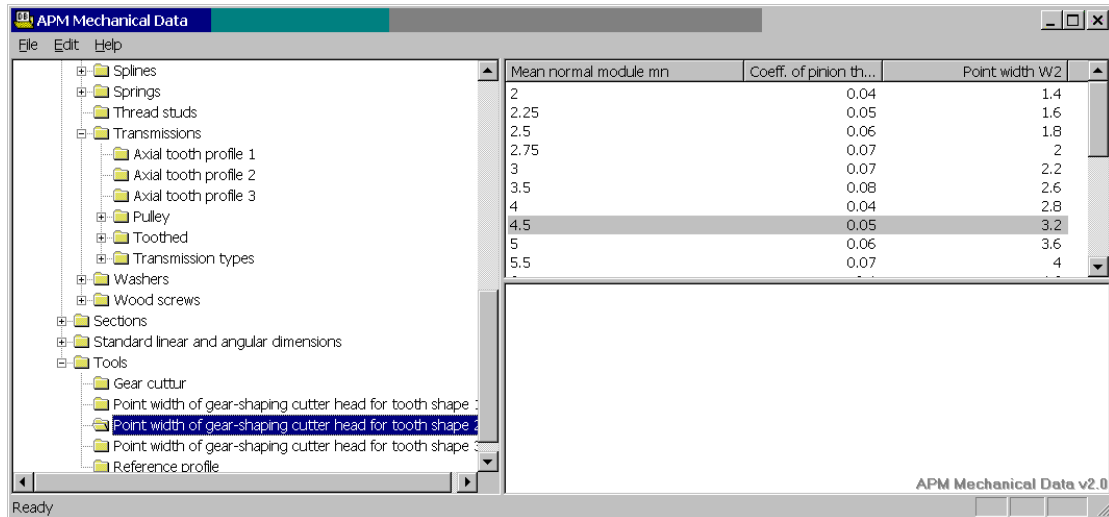 APM Mechanical Data
File Edit Help
Splines
Springs
Thread studs
Transmissions
Axial tooth profile 1
Axial tooth profile 2
Axial tooth profile 3
Pulley
Toothed
Transmission types
Washers
Wood screws
Sections
Standard linear and angular dimensions
Tools
Gear cuttur
Point width of gear-shaping cutter head for tooth shape
Point width of gear-shaping cutter head for tooth shape 2
Point width of gear-shaping cutter head for tooth shape
Reference profile
Mean normal module mn Coeff. of pinion th... Point width W2
2 0.04 1.4
2.25 0.05 1.6
2.5 0.06 1.8
2.75 0.07 2
3 0.07 2.2
3.5 0.08 2.6
4 0.04 2.8
4.5 0.05 3.2
5 0.06 3.6
5.5 0.07 4
APM Mechanical Data v2.0
Ready